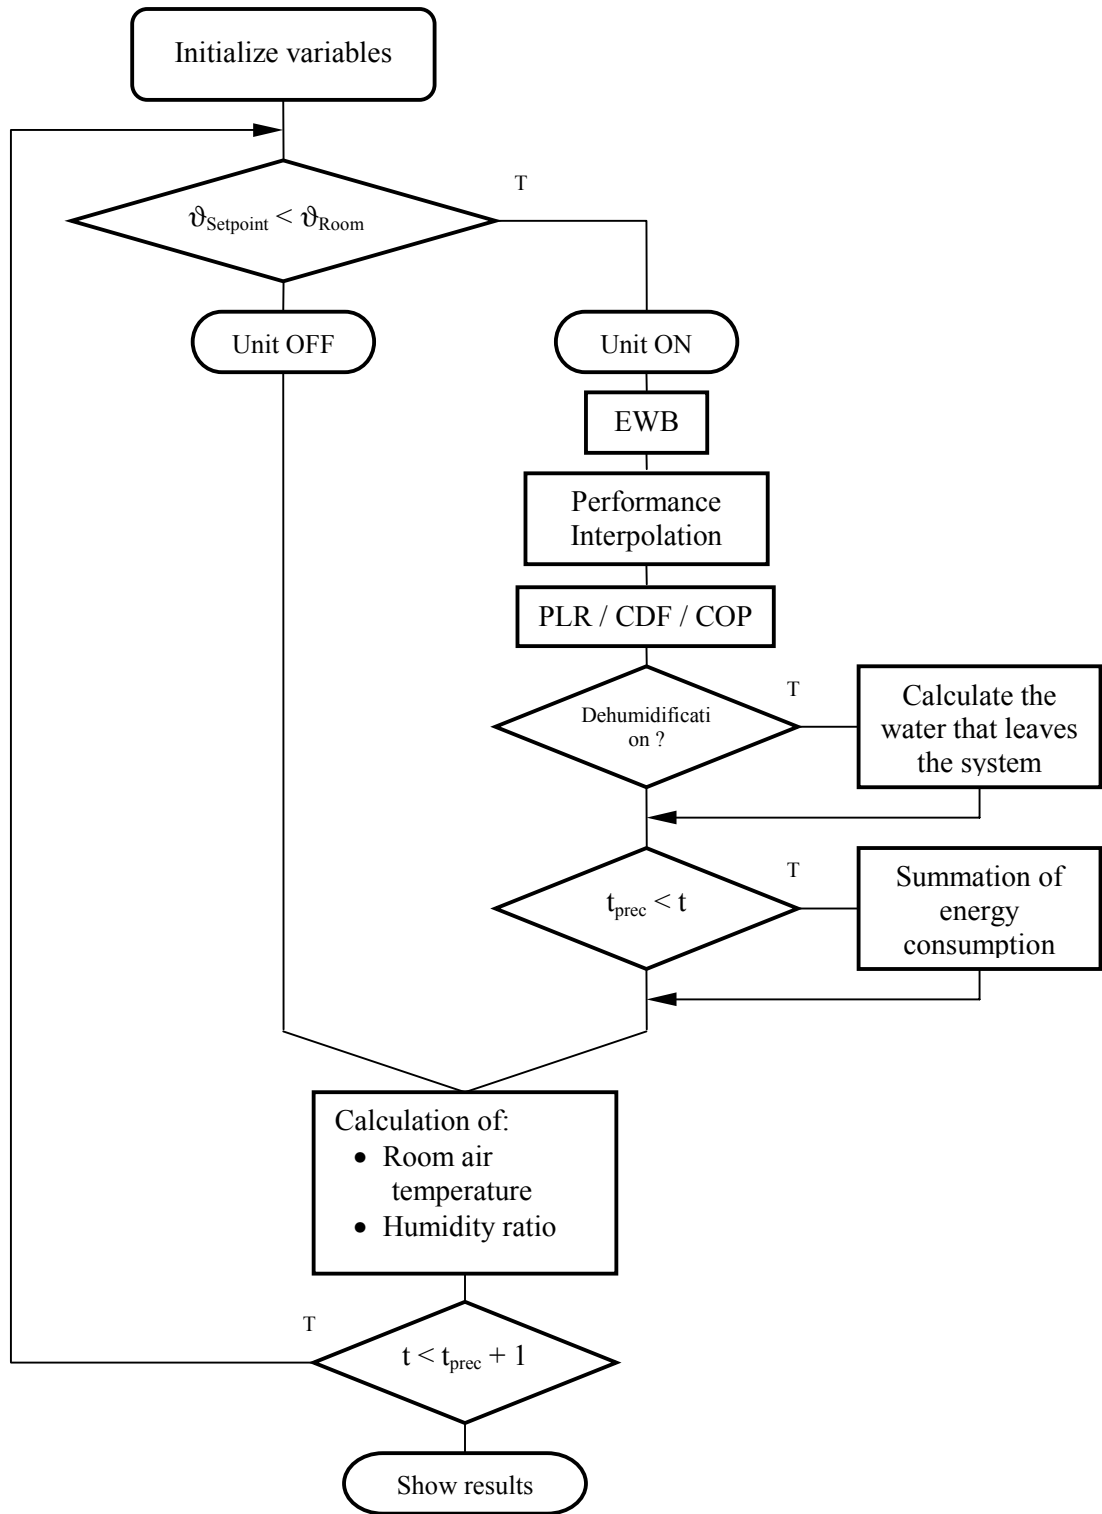 Initialize variables
T
ϑSetpoint < ϑRoom
Unit OFF
Unit ON
EWB
Performance
Interpolation
PLR / CDF / COP
T
Dehumidificati
on ?
Calculate the
water that leaves
the system
T
tprec < t
Summation of
energy
consumption
Calculation of:
• Room air
temperature
• Humidity ratio
T
t < tprec + 1
Show results